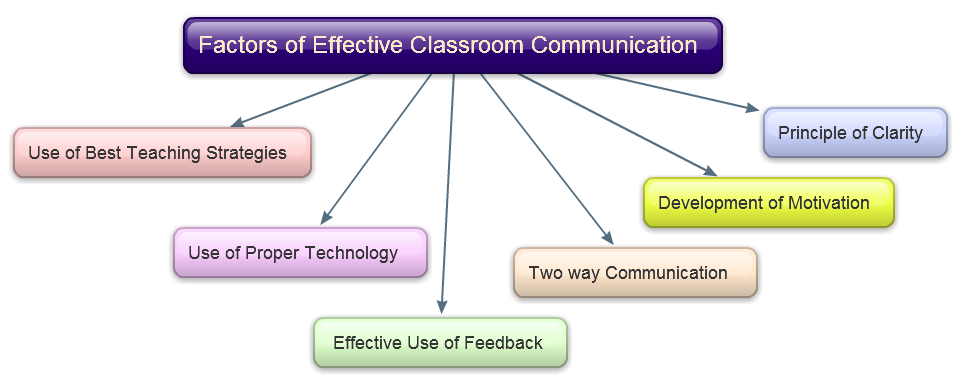 Factors of Effective Classroom Communication
Principle of Clarity
Use of Best Teaching Strategies
Development of Motivation
Use of Proper Technology
Two way Communication
Effective Use of Feedback